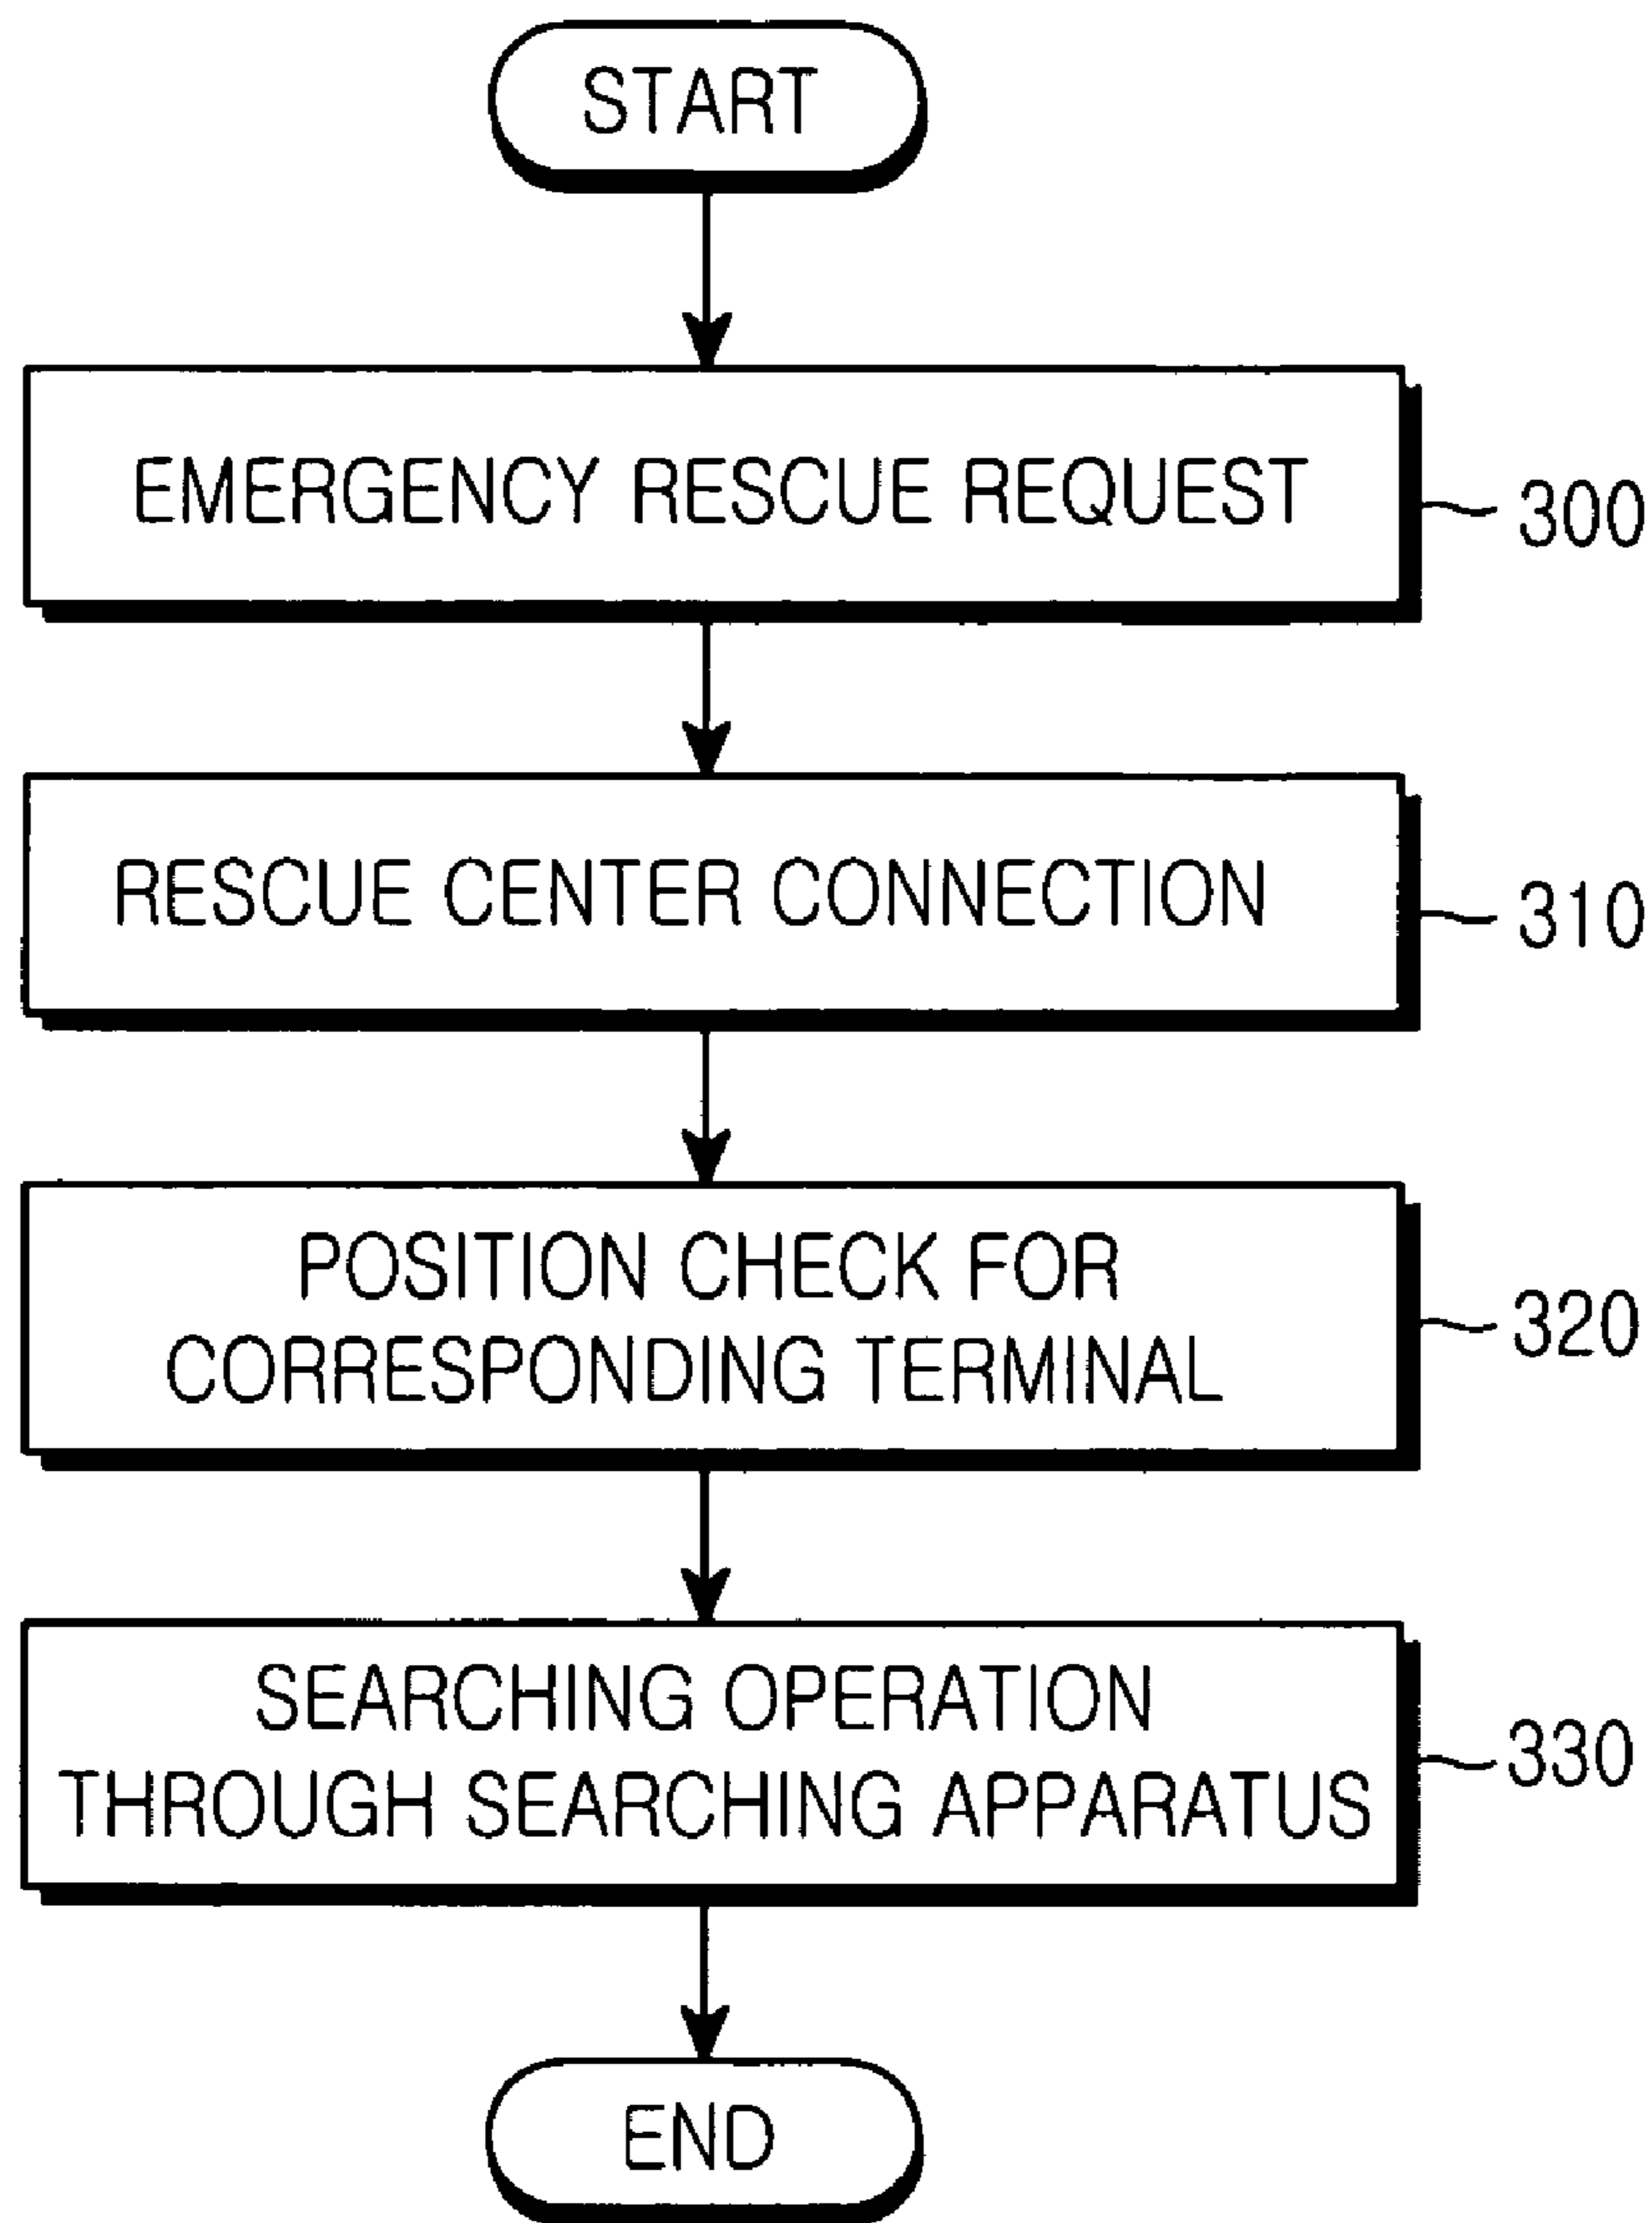 START
EMERGENCY RESCUE REQUEST
300
RESCUE CENTER CONNECTION
310
POSITION CHECK FOR
CORRESPONDING TERMINAL
320
SEARCHING OPERATION
THROUGH SEARCHING APPARATUS
330
END